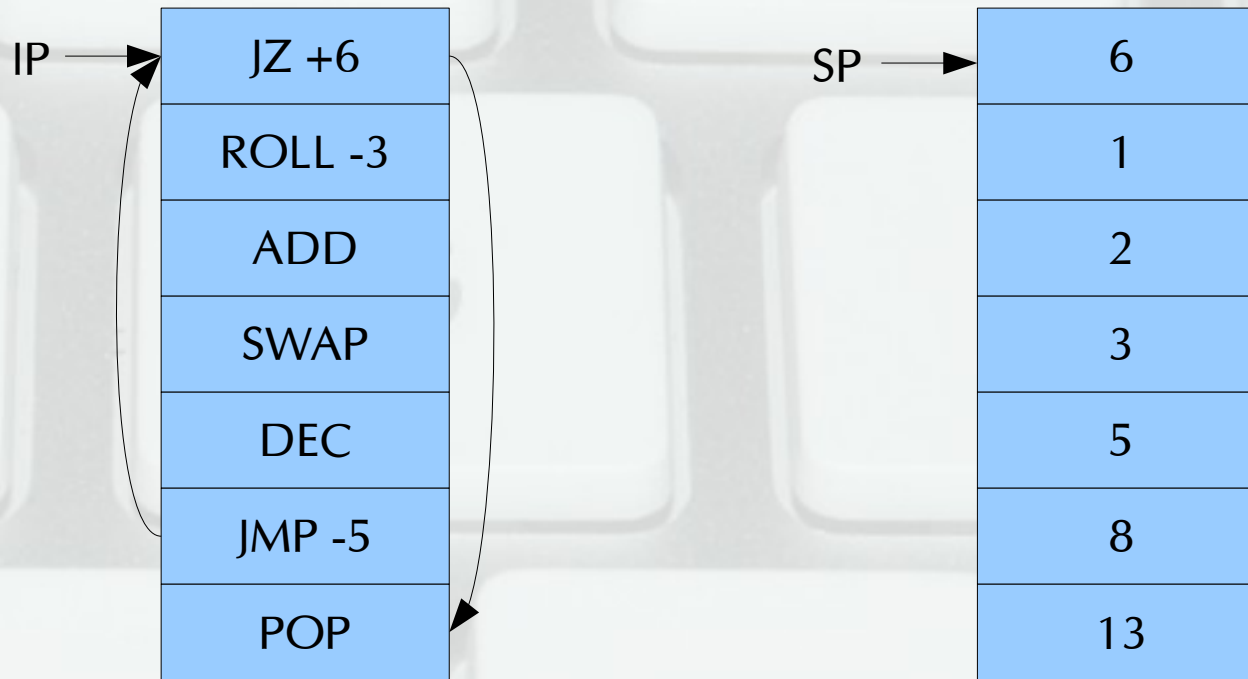 IP
JZ +6
ROLL -3
ADD
SWAP
DEC
JMP -5
POP
SP
6
1
2
3
5
8
13